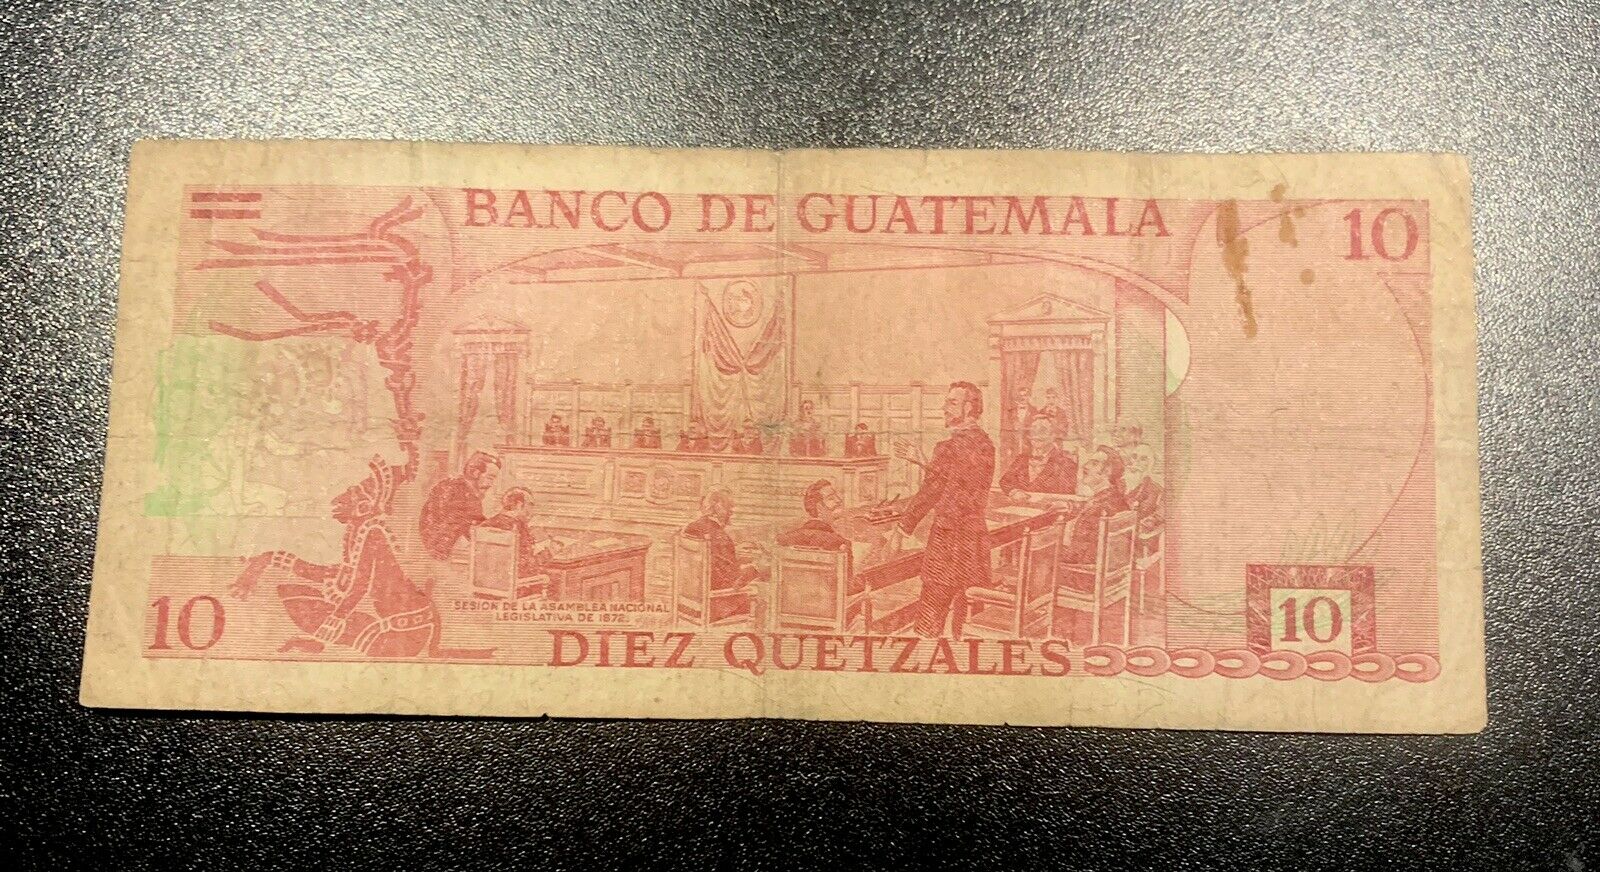 BANCO DE GUATEMALA
10
SESION DE LA ASAMBLEA NACIONAL
LEGISLATIVA DE 1872.
10
10
DIEZ QUETZALES